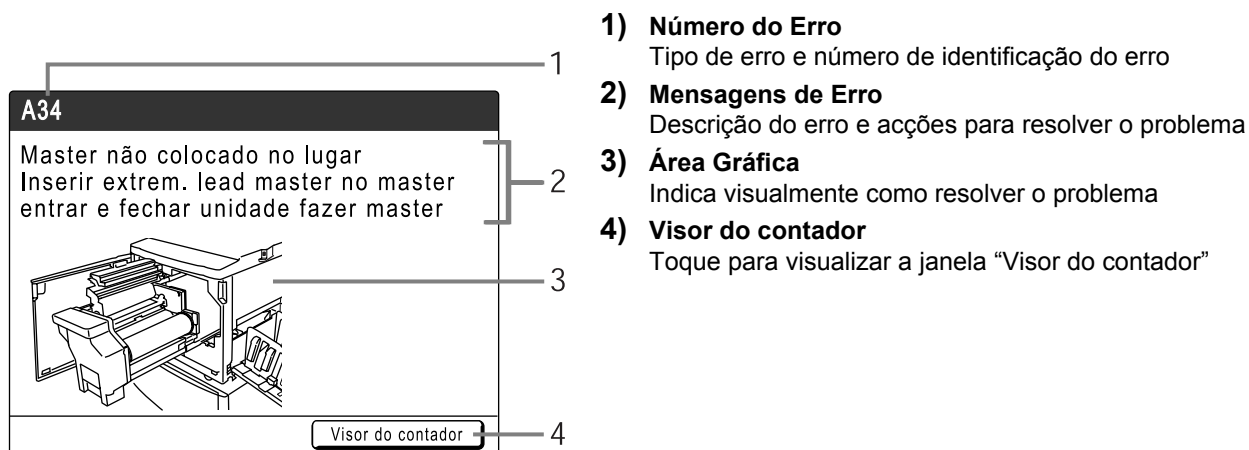 1
A34
Master não colocado no lugar
Inserir extrem. lead master no master
entrar e fechar unidade fazer master
2
3
Visor do contador
4
1) Número do Erro
Tipo de erro e número de identificação do erro
2) Mensagens de Erro
Descrição do erro e acções para resolver o problema
3) Área Gráfica
Indica visualmente como resolver o problema
4) Visor do contador
Toque para visualizar a janela “Visor do contador”